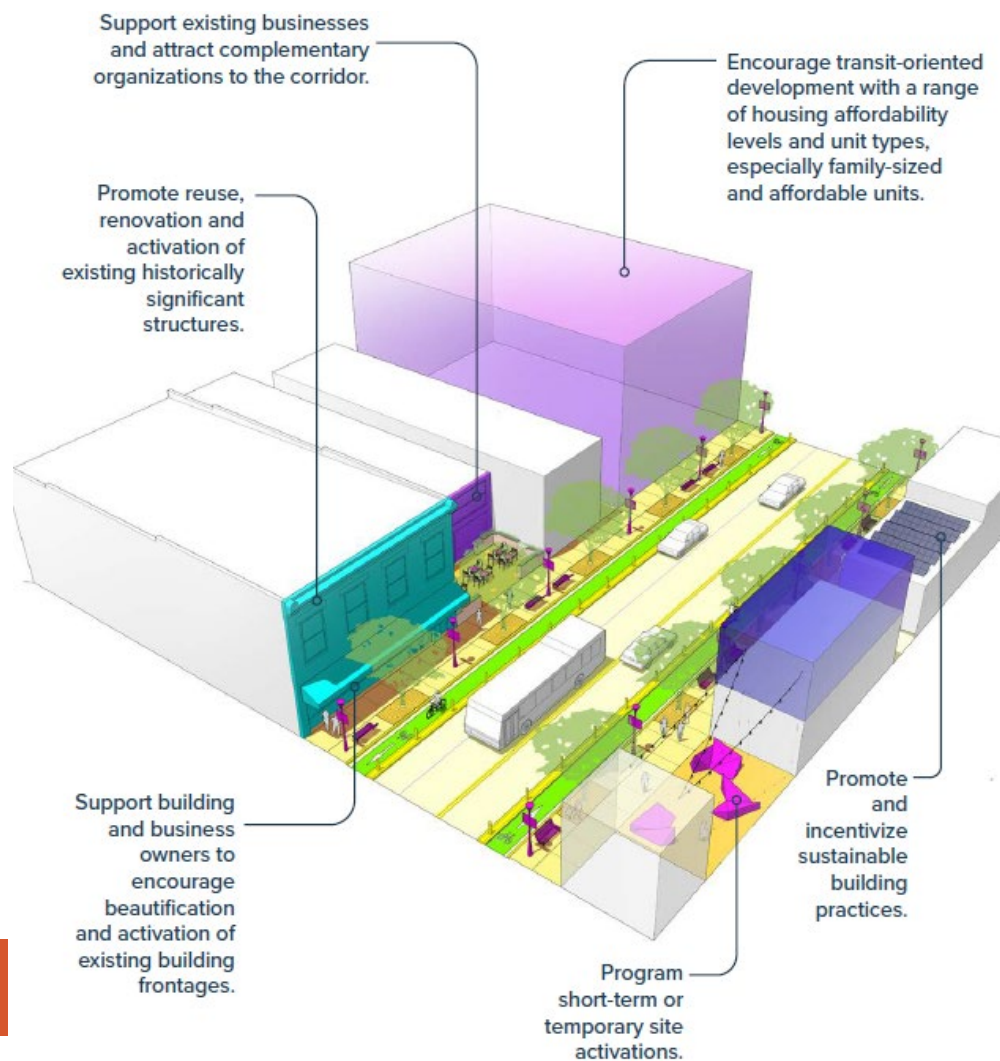 Support existing businesses
and attract complementary
organizations to the corridor.
Encourage transit-oriented
development with a range
of housing affordability
levels and unit types,
especially family-sized
and affordable units.
Promote reuse,
renovation and
activation of
existing historically
significant
structures.
Support building
and business
owners to
encourage
beautification
and activation of
existing building
frontages.
Promote
and
incentivize
sustainable
building
practices.
Program
short-term or
temporary site
activations.